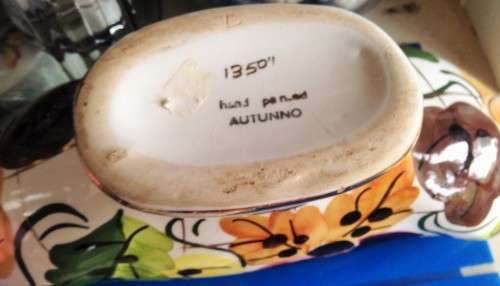 1350"
hand painted
AUTUNNO